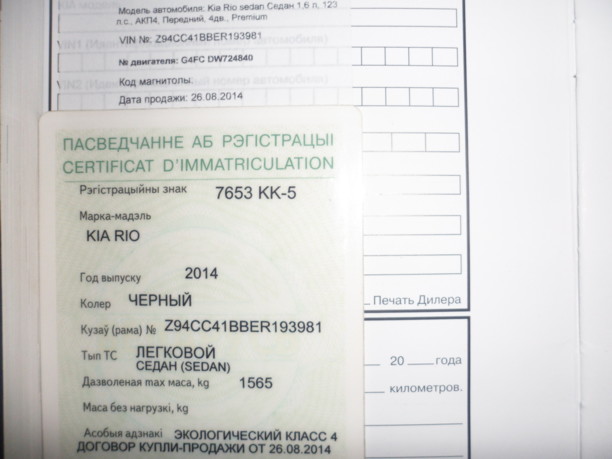 Модель автомобиля: Kia Rio sedan Седан 1,6 л, 123
л.с., АКП4, Передний, 4дв., Premium
VIN №: Z94CC41BBER193981
№ двигателя: G4FC DW724840
Код магнитолы:
Дата продажи: 26.08.2014
ПАСВЕДЧАННЕ АБ РЭГІСТРАЦЫІ
CERTIFICAT D'IMMATRICULATION
Рэгістрацыйны знак 7653 KK-5
Марка-мадэль
KIA RIO
Год выпуску 2014
Колер ЧЕРНЫЙ
Кузаў (рама) № Z94CC41BBER193981
Тып ТС ЛЕГКОВОЙ
СЕДАН (SEDAN)
Дазволеная max маса, kg 1565
Маса без нагрузкі, kg
Асобыя адзнакі ЭКОЛОГИЧЕСКИЙ КЛАСС 4
ДОГОВОР КУПЛИ-ПРОДАЖИ ОТ 26.08.2014
Печать Дилера
20 года
километров.